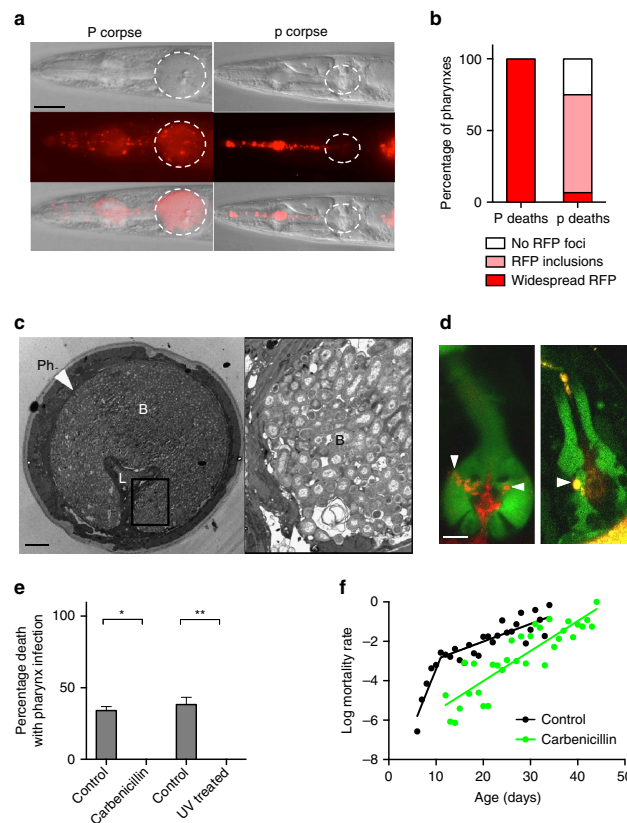 a
P corpse
p corpse
b
Percentage of pharynxes
100
50
0
P deaths
p deaths
No RFP foci
RFP inclusions
Widespread RFP
c
Ph.
B
L
B
d
e
Percentage death
with pharynx infection
100
50
0
*
**
Control
Carbenicillin
Control
UV treated
f
Log mortality rate
0
−2
−4
−6
−8
Control
Carbenicillin
0
10
20
30
40
50
Age (days)